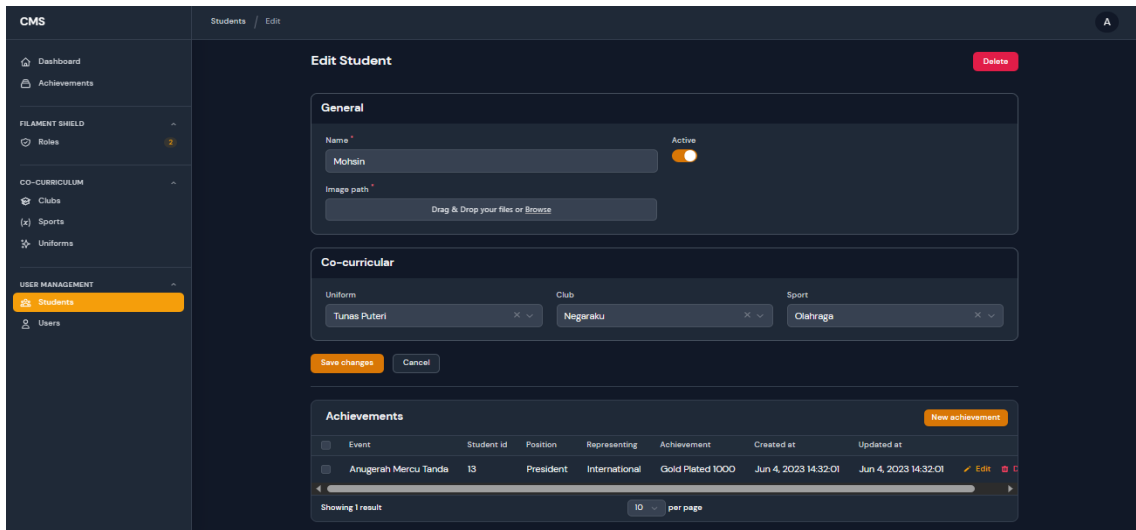 CMS
Students / Edit
A
Dashboard
Achievements
FILAMENT SHIELD
Roles 2
CO-CURRICULUM
Clubs
(x) Sports
Uniforms
USER MANAGEMENT
Students
Users
Edit Student
Delete
General
Name *
Active
Mohsin
Image path *
Drag & Drop your files or Browse
Co-curricular
Uniform Club Sport
Tunas Puteri Negaraku Olahraga
Save changes Cancel
Achievements
New achievement
Event Student id Position Representing Achievement Created at Updated at
Anugerah Mercu Tanda 13 President International Gold Plated 1000 Jun 4, 2023 14:32:01 Jun 4, 2023 14:32:01 Edit
Showing 1 result
10 per page